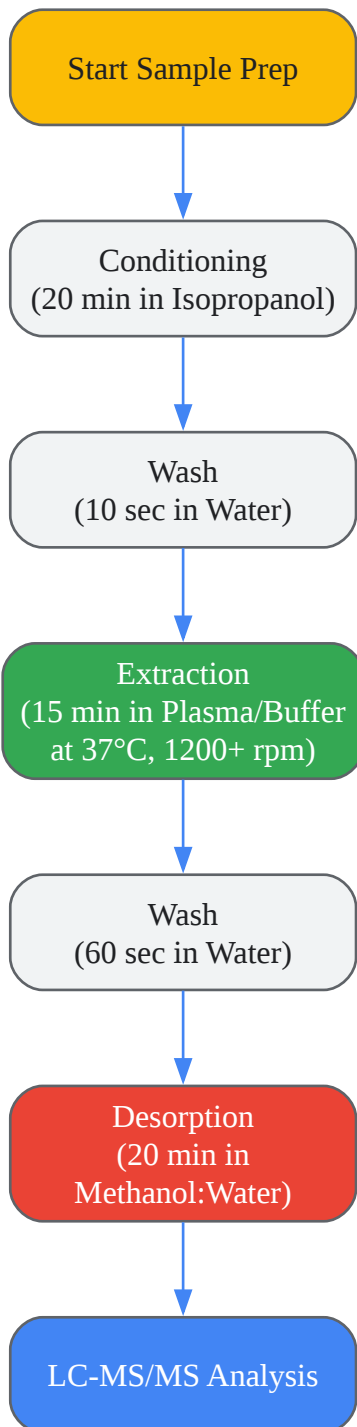 Start Sample Prep
Conditioning
(20 min in Isopropanol)
Wash
(10 sec in Water)
Extraction
(15 min in Plasma/Buffer
at 37°C, 1200+ rpm)
Wash
(60 sec in Water)
Desorption
(20 min in
Methanol:Water)
LC-MS/MS Analysis